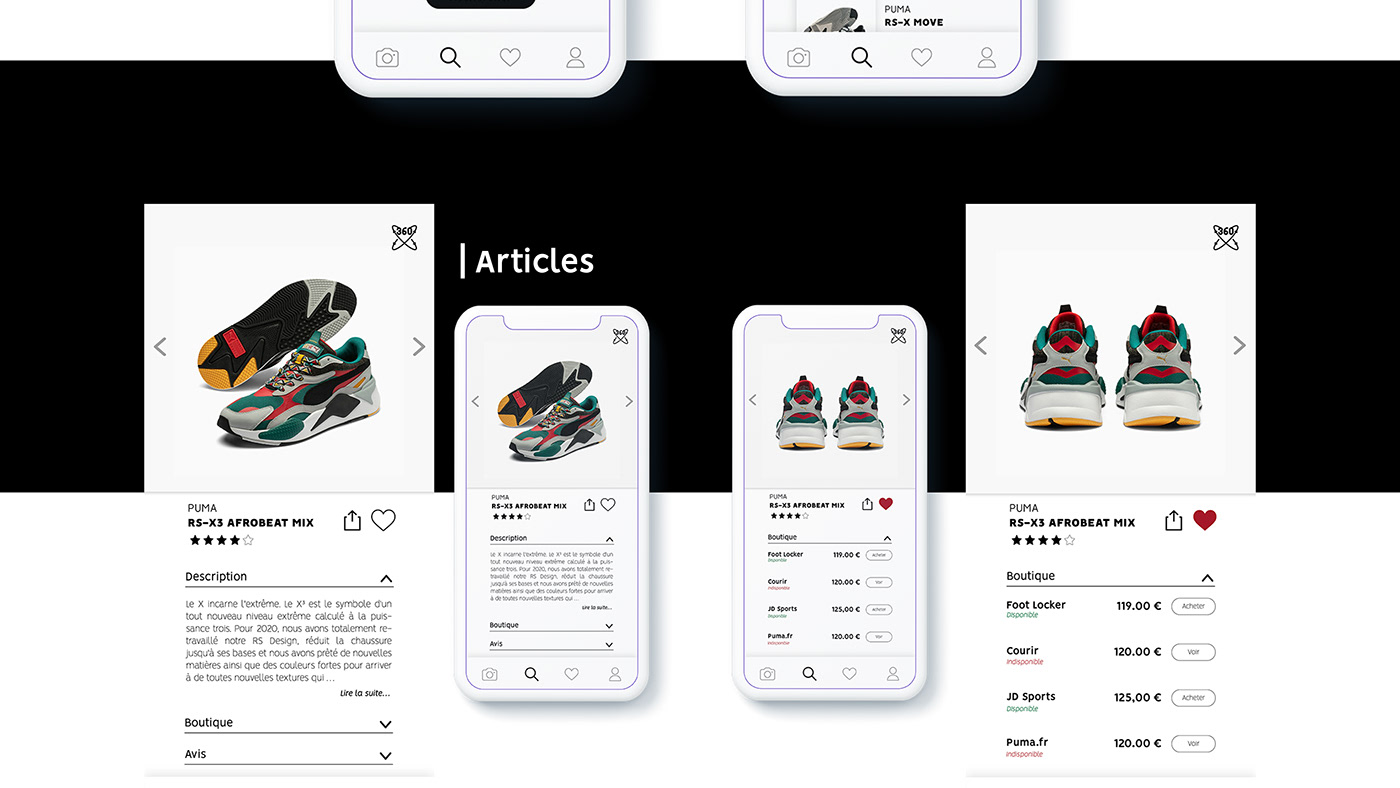 PUMA
RS-X MOVE
360°
| Articles
360°
360°
360°
PUMA
RS-X3 AFROBEAT MIX
Description
Le X incarne l'extrême. Le X³ est le symbole d'un
tout nouveau niveau extrême calculé à la puis-
sance trois. Pour 2020, nous avons totalement re-
travaillé notre RS Design, réduit la chaussure
jusqu'à ses bases et nous avons prêté de nouvelles
matières ainsi que des couleurs fortes pour arriver
à de toutes nouvelles textures qui ...
Lire la suite...
Boutique
Avis
PUMA
RS-X3 AFROBEAT MIX
Description
Le X incarne l'extrême. Le X³ est le symbole d'un
tout nouveau niveau extrême calculé à la puis-
sance trois. Pour 2020, nous avons totalement re-
travaillé notre RS Design, réduit la chaussure
jusqu'à ses bases et nous avons prêté de nouvelles
matières ainsi que des couleurs fortes pour arriver
à de toutes nouvelles textures qui ...
Lire la suite...
Boutique
Avis
PUMA
RS-X3 AFROBEAT MIX
Boutique
Foot Locker 119.00 € Acheter
Disponible
Courir 120.00 € Voir
Indisponible
JD Sports 125,00 € Acheter
Disponible
Puma.fr 120.00 € Voir
Indisponible
PUMA
RS-X3 AFROBEAT MIX
Boutique
Foot Locker 119.00 € Acheter
Disponible
Courir 120.00 € Voir
Indisponible
JD Sports 125,00 € Acheter
Disponible
Puma.fr 120.00 € Voir
Indisponible